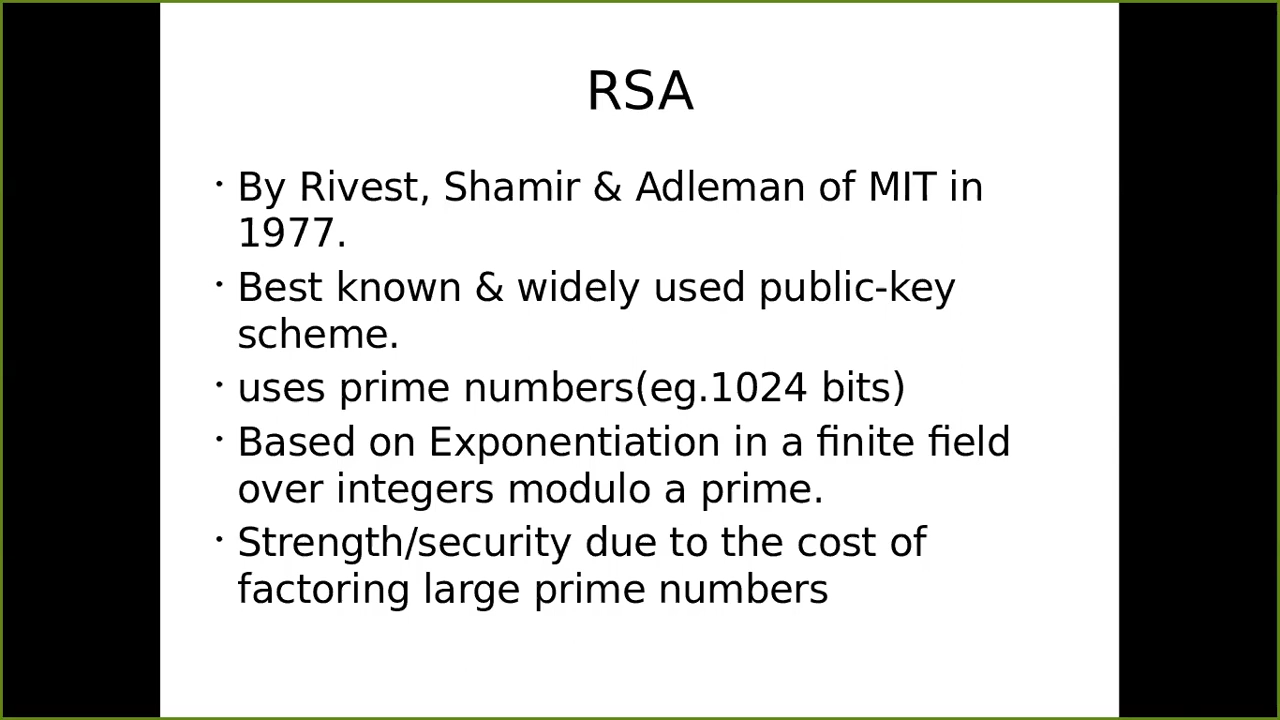 RSA
· By Rivest, Shamir & Adleman of MIT in
1977.
· Best known & widely used public-key
scheme.
· uses prime numbers(eg.1024 bits)
· Based on Exponentiation in a finite field
over integers modulo a prime.
· Strength/security due to the cost of
factoring large prime numbers